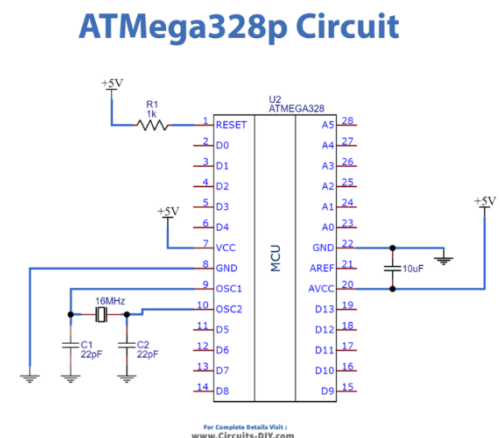 ATMega328p Circuit
+5V
R1
1k
U2
ATMEGA328
1 RESET
2 D0
3 D1
4 D2
5 D3
6 D4
+5V
7 VCC
8 GND
9 OSC1
16MHz
10 OSC2
11 D5
12 D6
13 D7
14 D8
MCU
A5 28
A4 27
A3 26
A2 25
A1 24
A0 23
GND 22
AREF 21
AVCC 20
D13 19
D12 18
D11 17
D10 16
D9 15
+5V
10uF
C1
22pF
C2
22pF
For Complete Details Visit :
www.Circuits-DIY.com